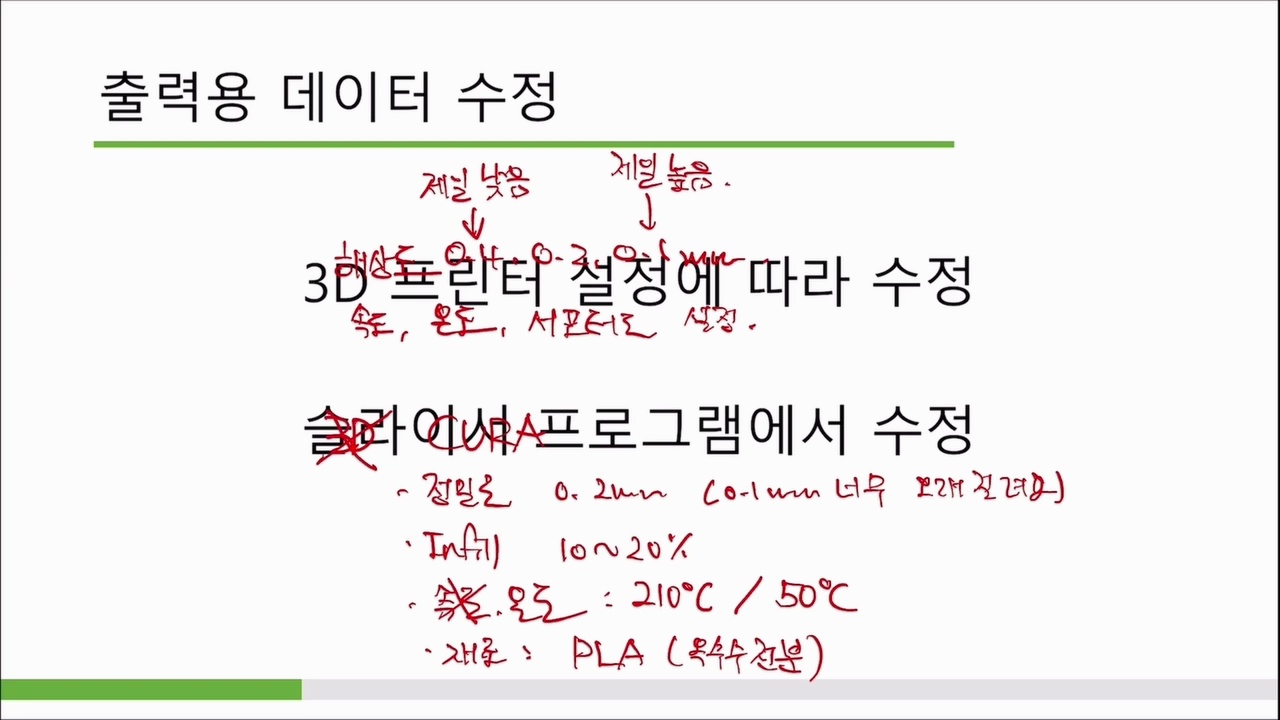 출력용 데이터 수정
제일 낮음 제일 높음.
해상도 0.4, 0.2, 0.1mm.
3D 프린터 설정에 따라 수정
속도, 온도, 서포터도 설정.
슬라이서 프로그램에서 수정
3D CURA
· 정밀도 0.2mm (0.1mm 너무 오래 걸려요)
· Infill 10~20%
· 속도. 온도 : 210°C / 50°C
· 재료 : PLA (옥수수전분)